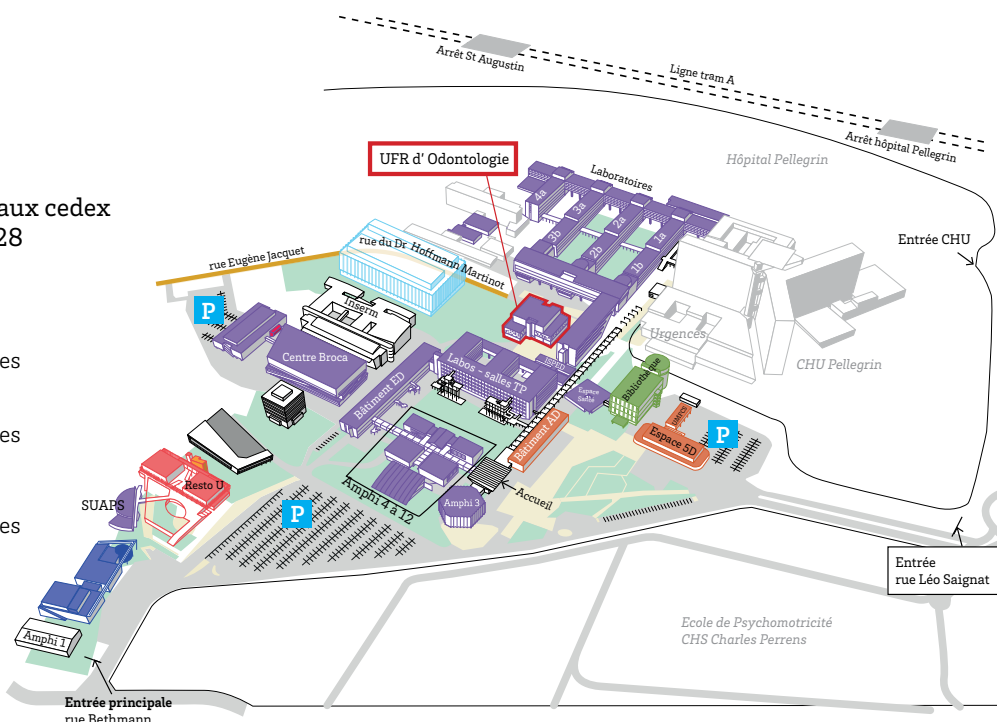 Arrêt St Augustin
Ligne tram A
Arrêt hôpital Pellegrin
UFR d' Odontologie
Hôpital Pellegrin
Laboratoires
4a
3a
2a
1a
3b
2b
1b
aux cedex
28
Entrée CHU
rue Eugène Jacquet
rue du Dr Hoffmann Martinot
P
Inserm
Urgences
CHU Pellegrin
es
Centre Broca
Labos - salles TP
ISPED
Espace Santé
Bibliothèque
Bâtiment ED
es
Bâtiment AD
Espace 5D
P
Resto U
Amphi 4 à 12
Amphi 3
Accueil
SUAPS
P
es
Entrée
rue Léo Saignat
Amphi 1
Ecole de Psychomotricité
CHS Charles Perrens
Entrée principale
rue Bethmann